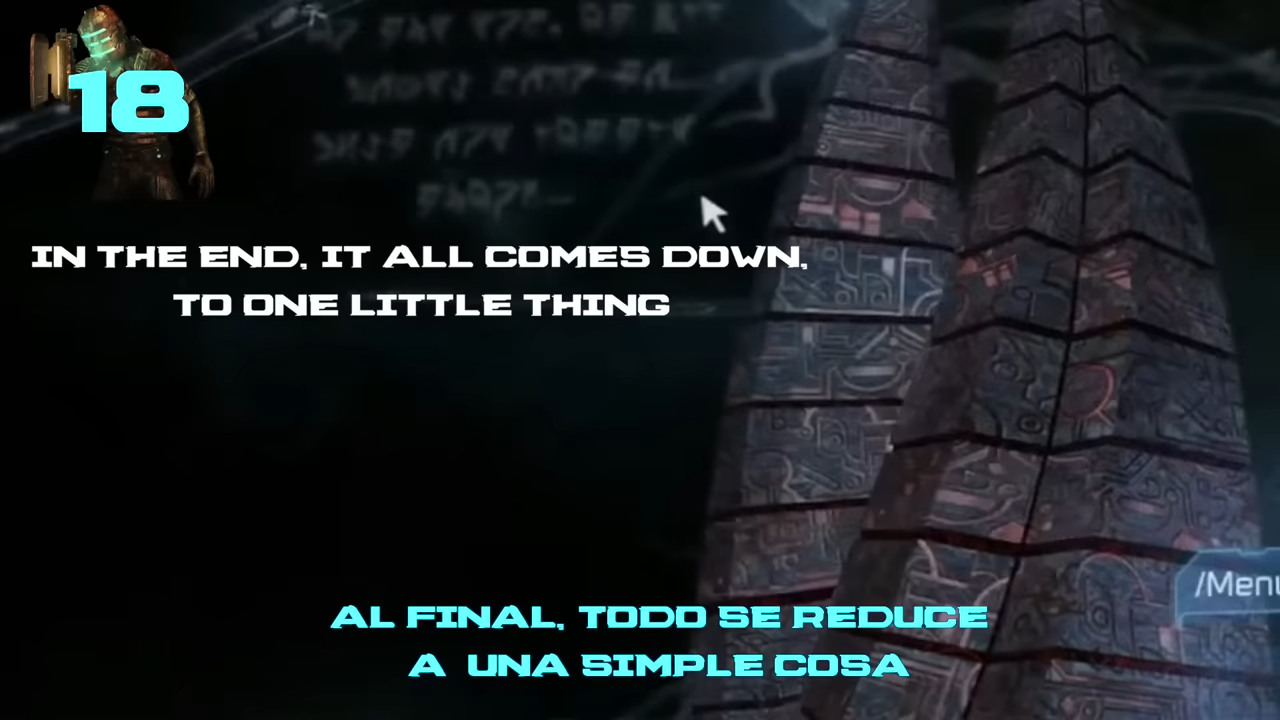 18
IN THE END, IT ALL COMES DOWN,
TO ONE LITTLE THING
/Menu
AL FINAL, TODO SE REDUCE
A UNA SIMPLE COSA